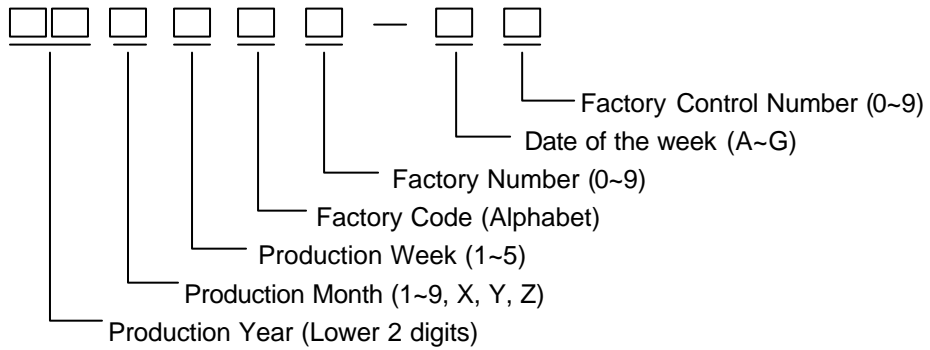 Factory Control Number (0~9)
Date of the week (A~G)
Factory Number (0~9)
Factory Code (Alphabet)
Production Week (1~5)
Production Month (1~9, X, Y, Z)
Production Year (Lower 2 digits)